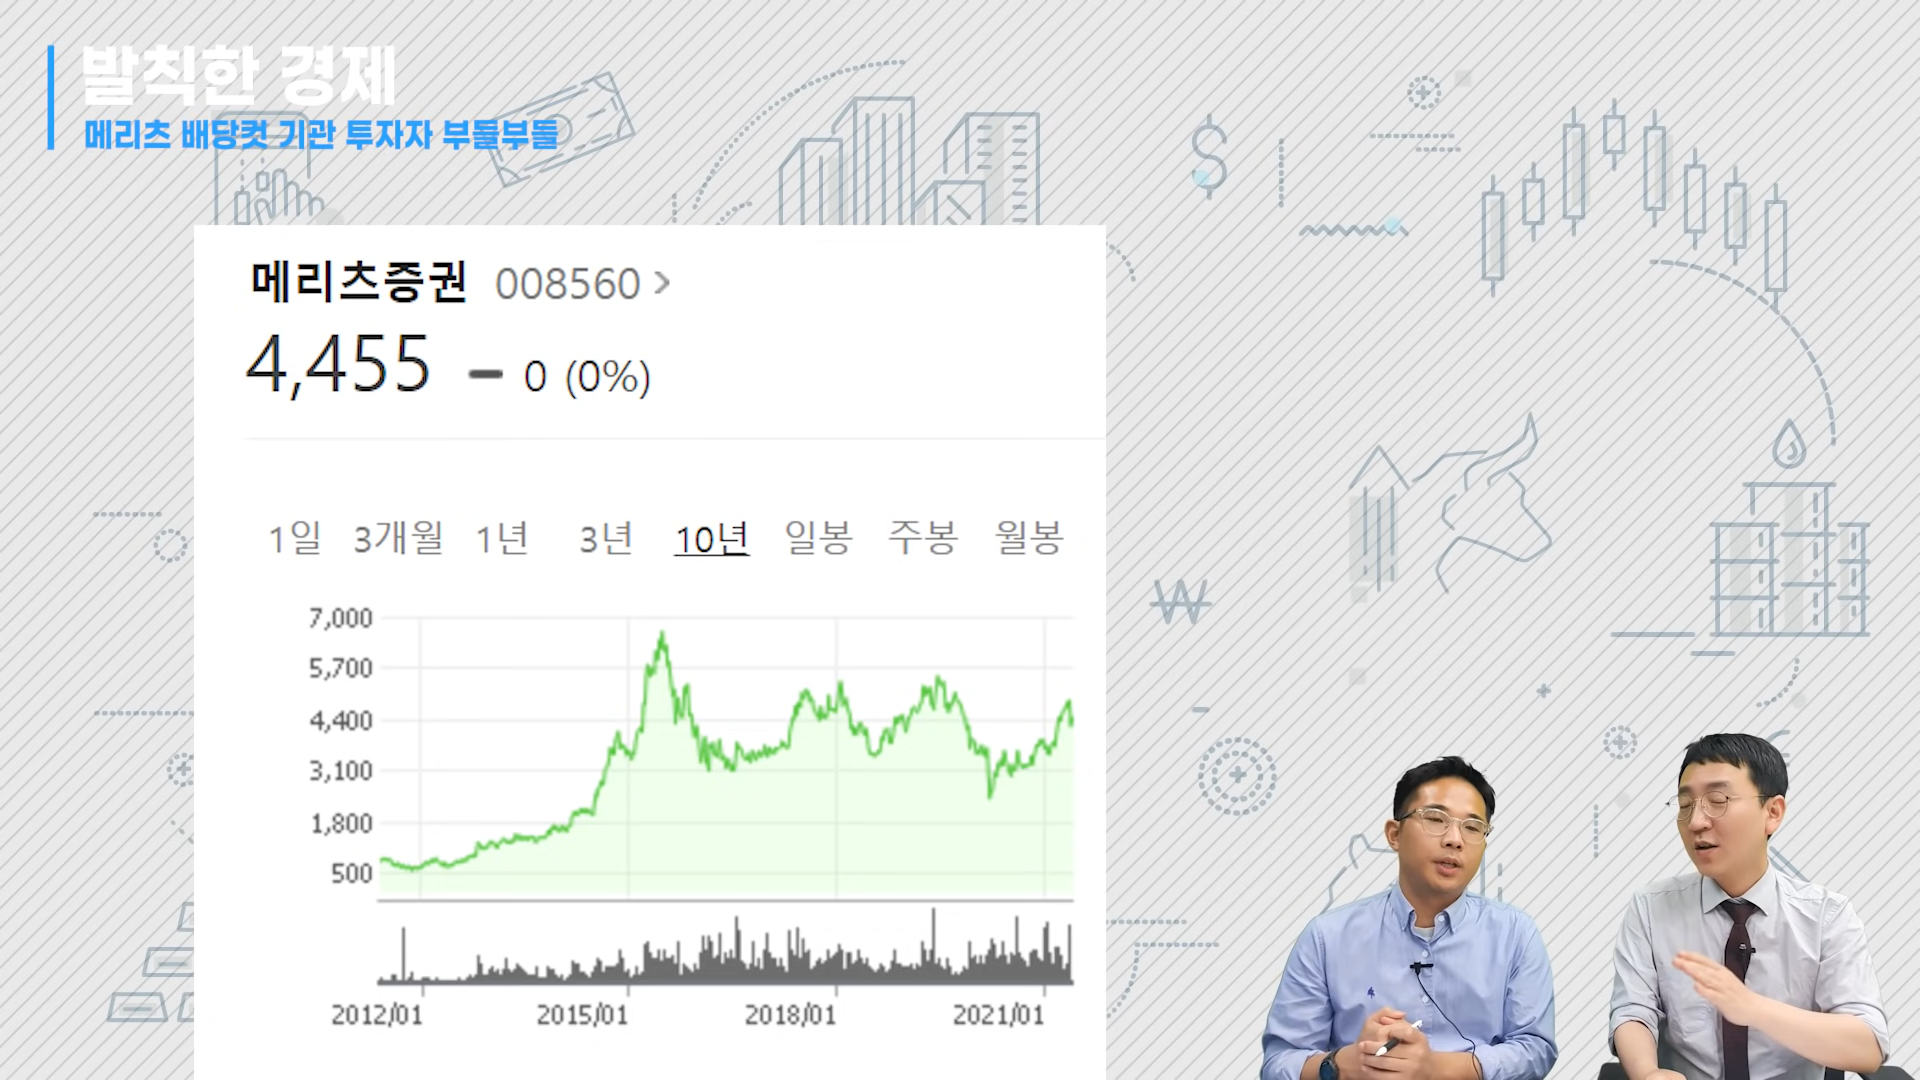 발칙한 경제
메리츠 배당컷 기관 투자자 부들부들
메리츠증권 008560 >
4,455 - 0 (0%)
1일 3개월 1년 3년 10년 일봉 주봉 월봉
7,000
5,700
4,400
3,100
1,800
500
2012/01 2015/01 2018/01 2021/01